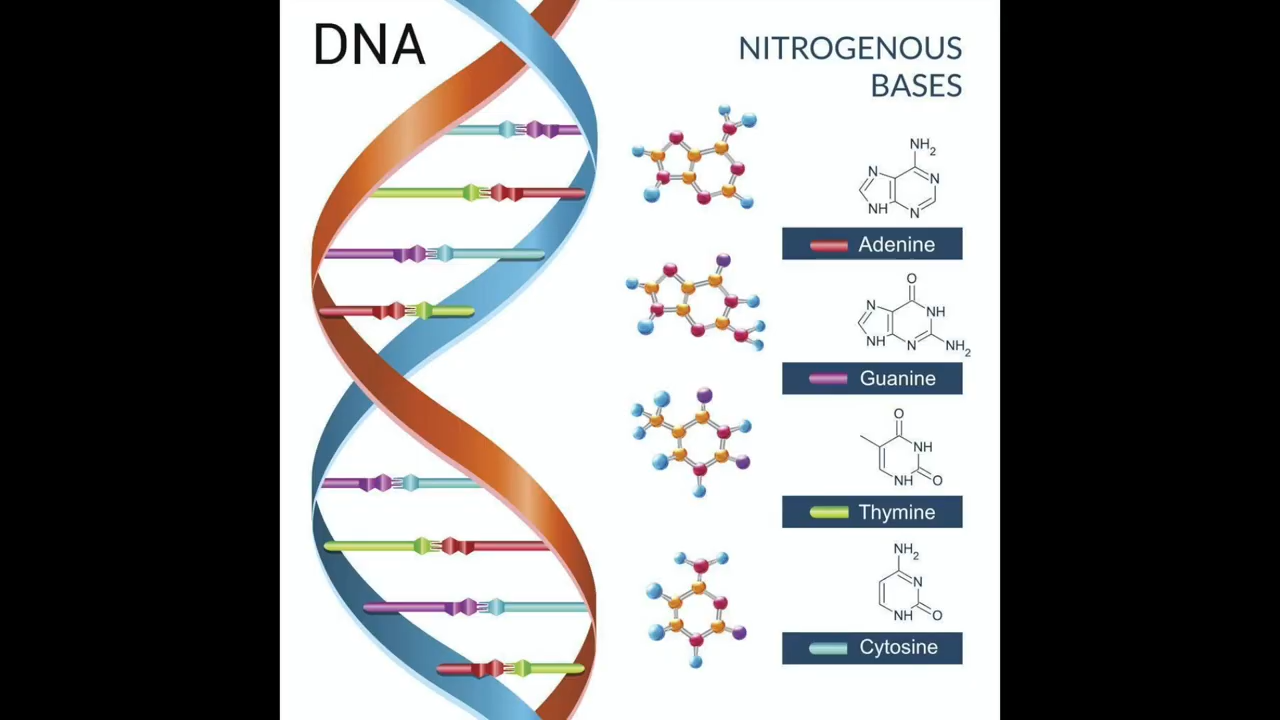 DNA
NITROGENOUS
BASES
NH₂
N
N
NH
N
Adenine
O
N
NH
NH
N
NH₂
Guanine
O
NH
NH
O
Thymine
NH₂
N
NH
O
Cytosine